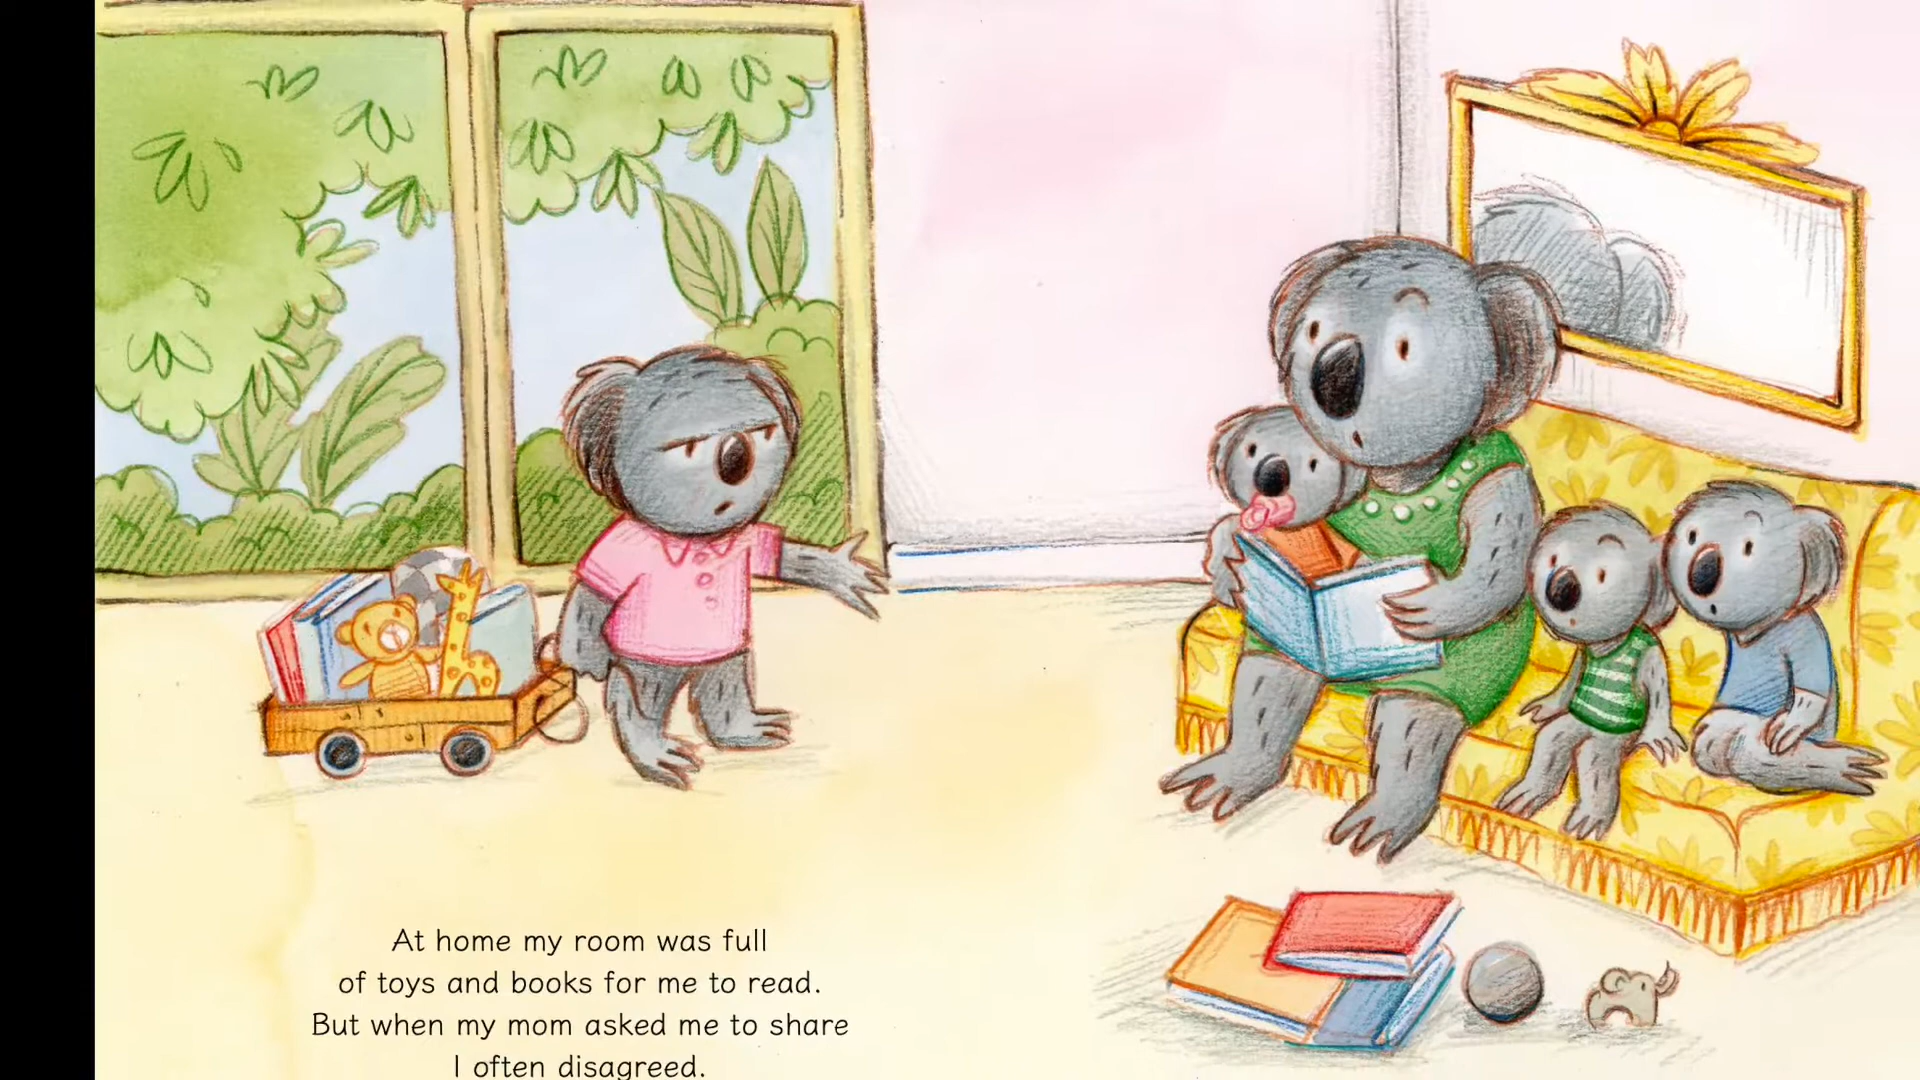 At home my room was full
of toys and books for me to read.
But when my mom asked me to share
I often disagreed.